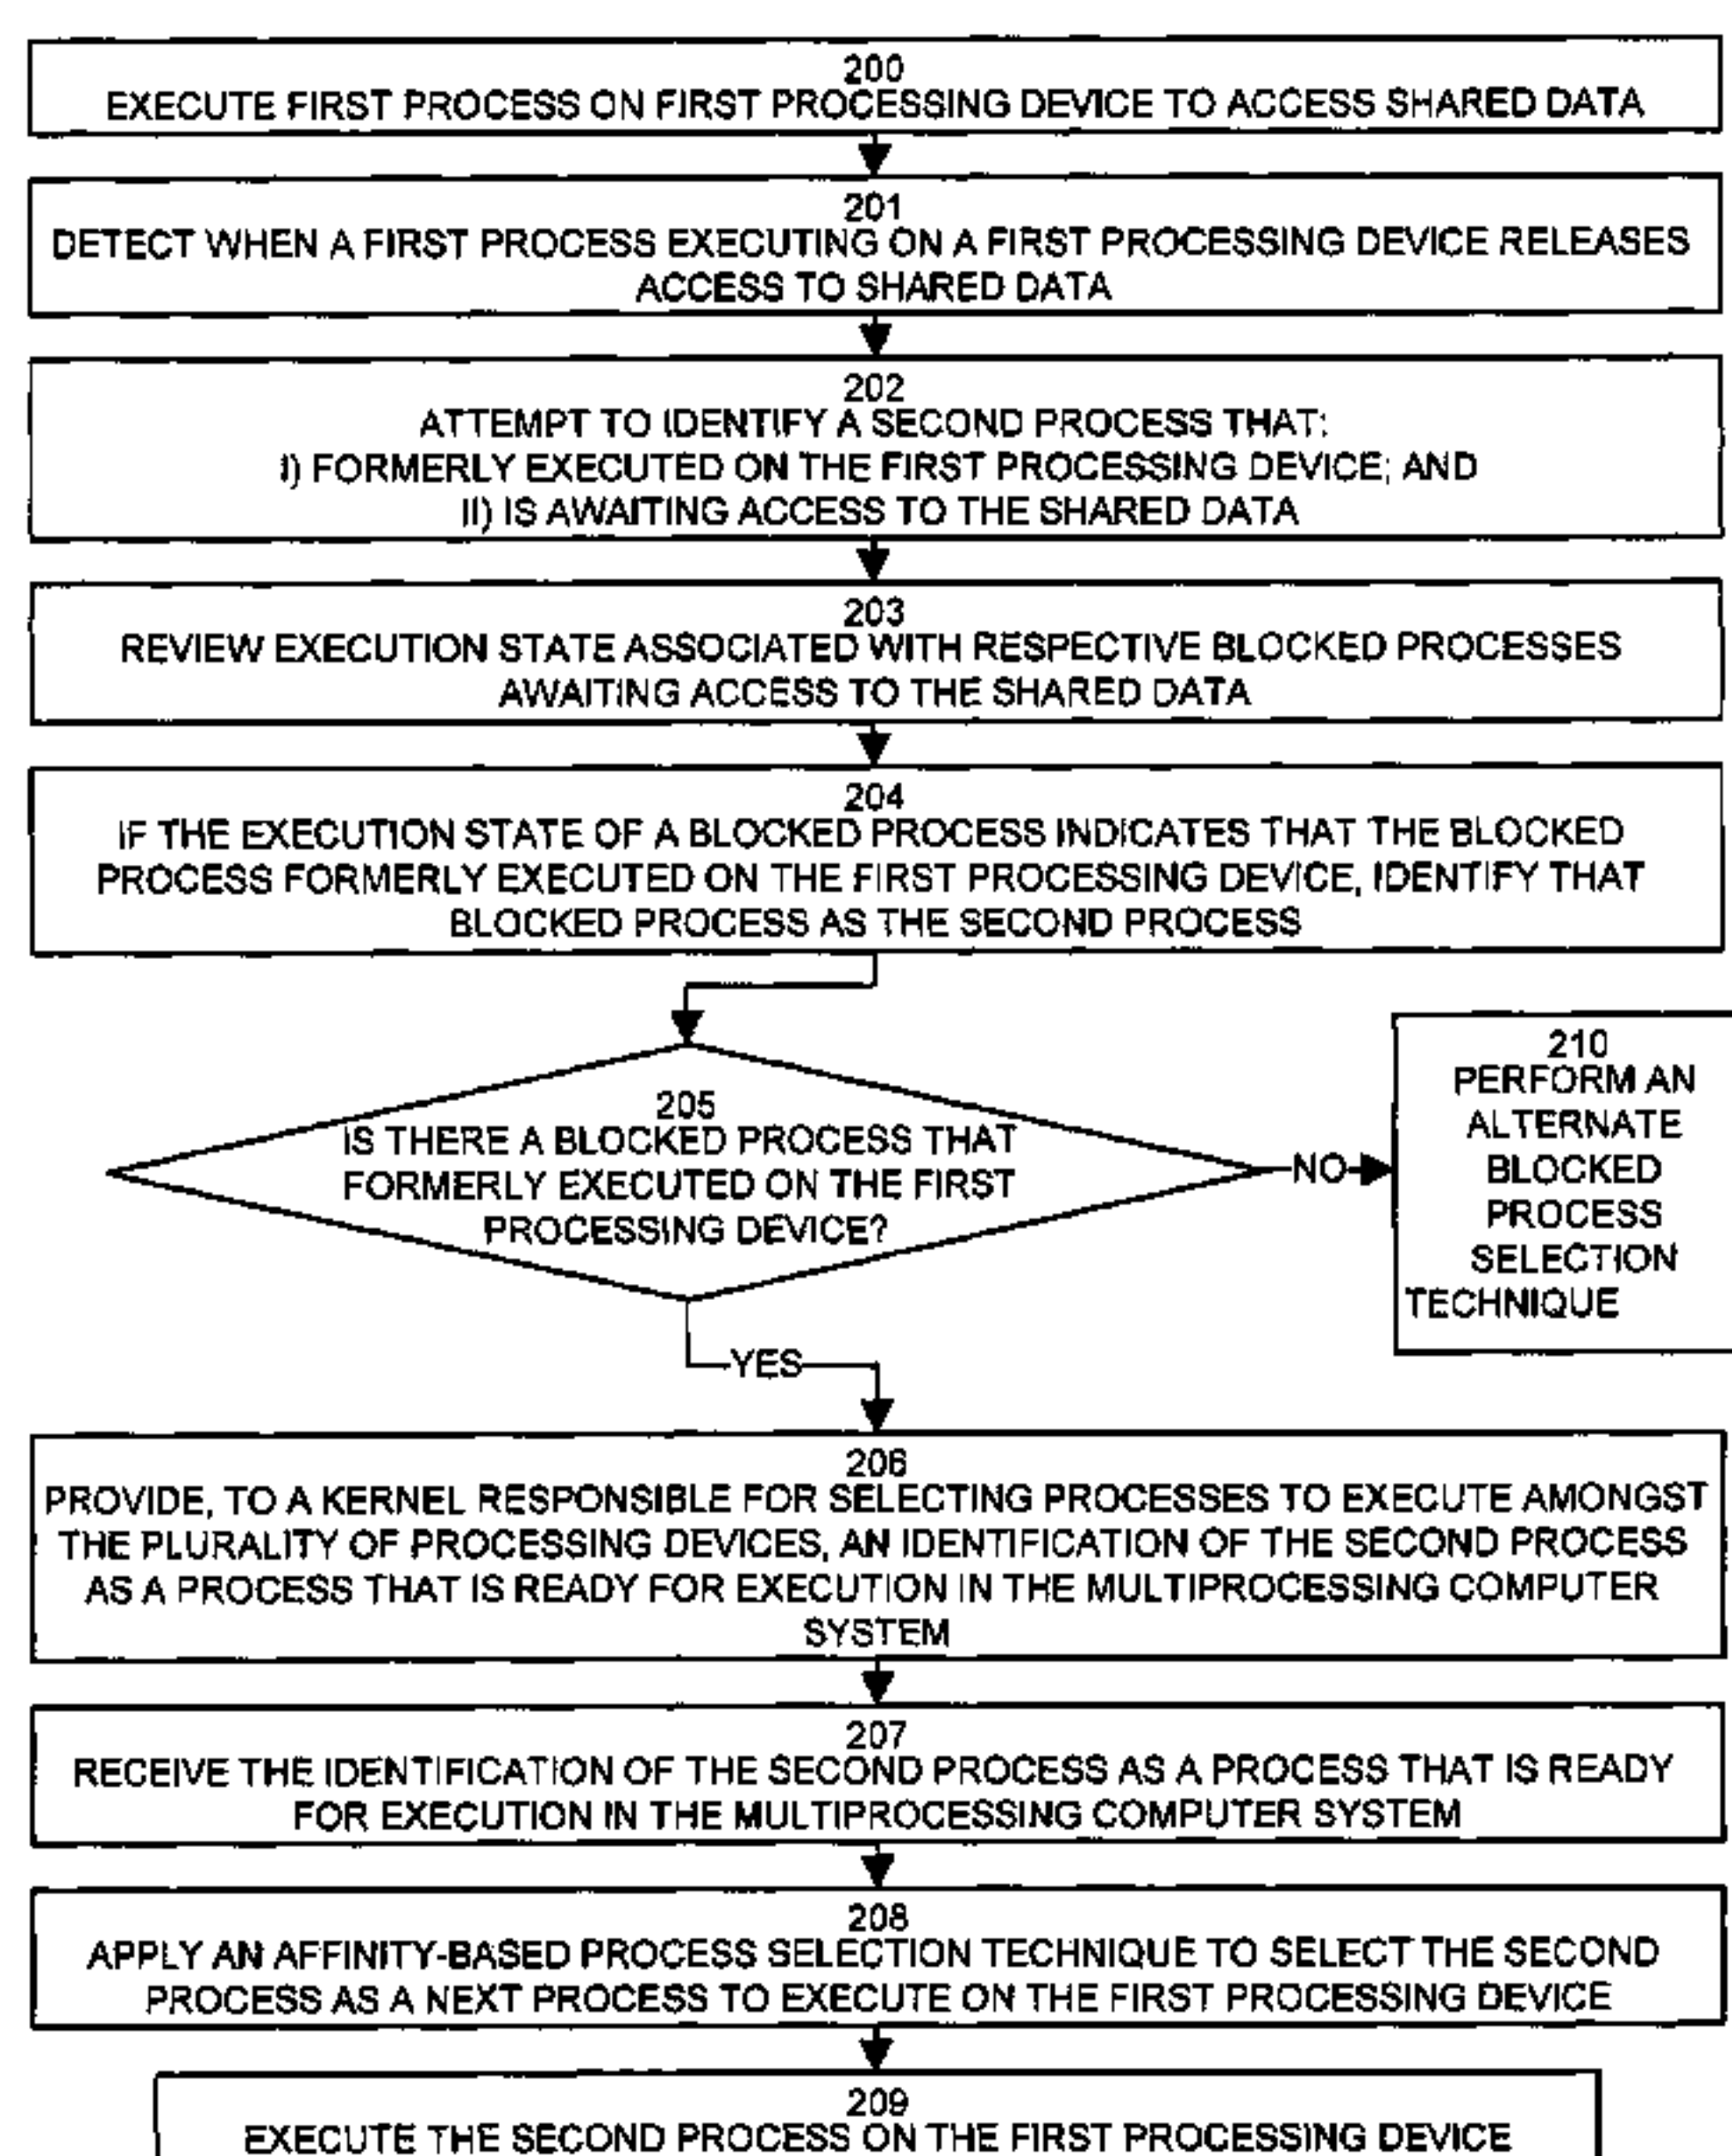 200
EXECUTE FIRST PROCESS ON FIRST PROCESSING DEVICE TO ACCESS SHARED DATA
201
DETECT WHEN A FIRST PROCESS EXECUTING ON A FIRST PROCESSING DEVICE RELEASES
ACCESS TO SHARED DATA
202
ATTEMPT TO IDENTIFY A SECOND PROCESS THAT:
I) FORMERLY EXECUTED ON THE FIRST PROCESSING DEVICE; AND
II) IS AWAITING ACCESS TO THE SHARED DATA
203
REVIEW EXECUTION STATE ASSOCIATED WITH RESPECTIVE BLOCKED PROCESSES
AWAITING ACCESS TO THE SHARED DATA
204
IF THE EXECUTION STATE OF A BLOCKED PROCESS INDICATES THAT THE BLOCKED
PROCESS FORMERLY EXECUTED ON THE FIRST PROCESSING DEVICE, IDENTIFY THAT
BLOCKED PROCESS AS THE SECOND PROCESS
205
IS THERE A BLOCKED PROCESS THAT
FORMERLY EXECUTED ON THE FIRST
PROCESSING DEVICE?
NO
210
PERFORM AN
ALTERNATE
BLOCKED
PROCESS
SELECTION
TECHNIQUE
YES
206
PROVIDE, TO A KERNEL RESPONSIBLE FOR SELECTING PROCESSES TO EXECUTE AMONGST
THE PLURALITY OF PROCESSING DEVICES, AN IDENTIFICATION OF THE SECOND PROCESS
AS A PROCESS THAT IS READY FOR EXECUTION IN THE MULTIPROCESSING COMPUTER
SYSTEM
207
RECEIVE THE IDENTIFICATION OF THE SECOND PROCESS AS A PROCESS THAT IS READY
FOR EXECUTION IN THE MULTIPROCESSING COMPUTER SYSTEM
208
APPLY AN AFFINITY-BASED PROCESS SELECTION TECHNIQUE TO SELECT THE SECOND
PROCESS AS A NEXT PROCESS TO EXECUTE ON THE FIRST PROCESSING DEVICE
209
EXECUTE THE SECOND PROCESS ON THE FIRST PROCESSING DEVICE